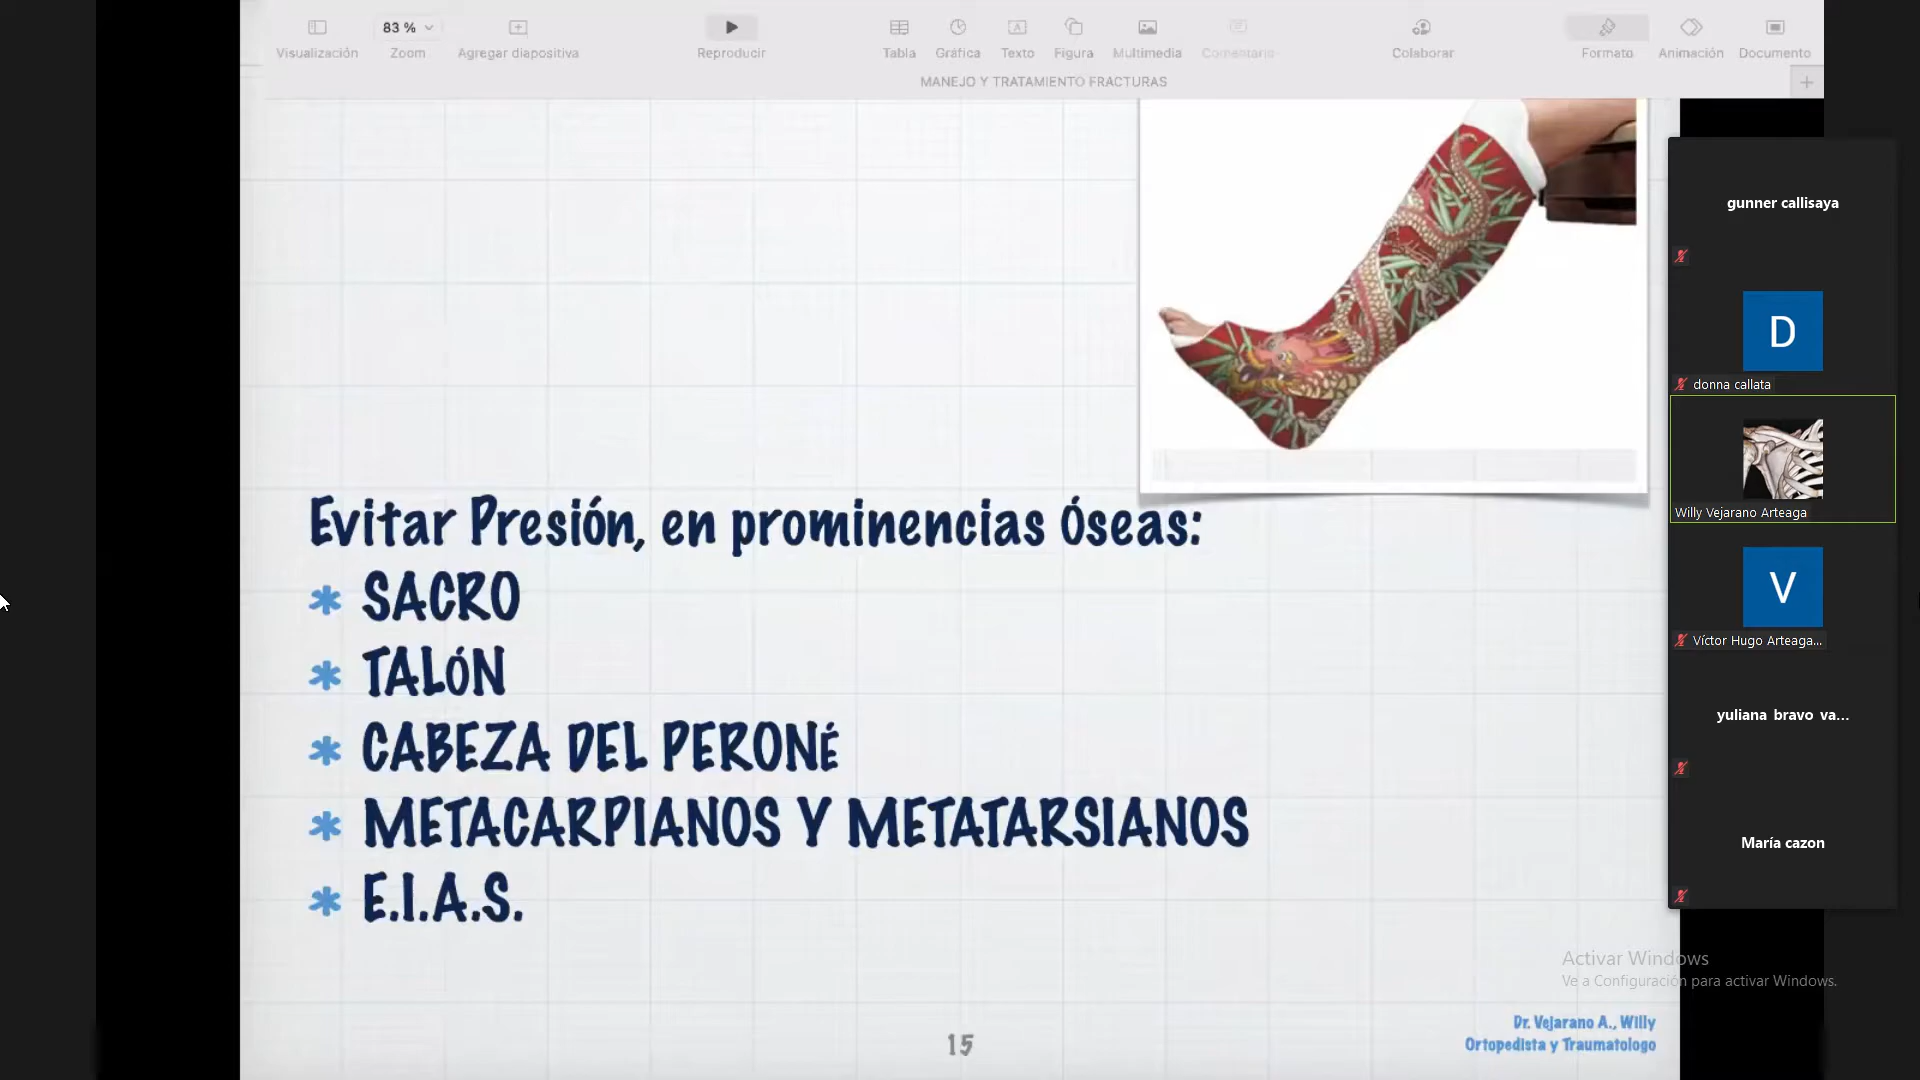 Visualización
83 %
Zoom
Agregar diapositiva
Reproducir
Tabla
Gráfica
Texto
Figura
Multimedia
Comentario
Colaborar
Formato
Animación
Documento
MANEJO Y TRATAMIENTO FRACTURAS
Evitar Presión, en prominencias Óseas:
SACRO
TALÓN
CABEZA DEL PERONÉ
METACARPIANOS Y METATARSIANOS
E.I.A.S.
15
Dr. Vejarano A., Willy
Ortopedista y Traumatologo
gunner callisaya
D
donna callata
Willy Vejarano Arteaga
V
Víctor Hugo Arteaga...
yuliana bravo va...
María cazon
Activar Windows
Ve a Configuración para activar Windows.